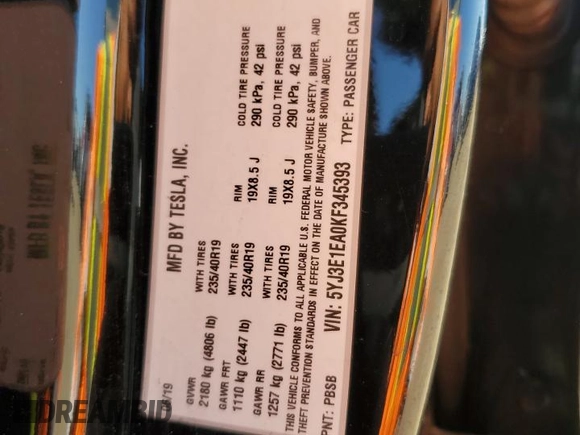 MFD BY TESLA, INC.
/19
GVWR
2180 kg (4806 lb)
WITH TIRES
235/40R19
RIM
19X8.5 J
COLD TIRE PRESSURE
290 kPa, 42 psi
GAWR FRT
1110 kg (2447 lb)
WITH TIRES
235/40R19
RIM
19X8.5 J
COLD TIRE PRESSURE
290 kPa, 42 psi
GAWR RR
1257 kg (2771 lb)
WITH TIRES
235/40R19
THIS VEHICLE CONFORMS TO ALL APPLICABLE U.S. FEDERAL MOTOR VEHICLE SAFETY, BUMPER, AND
THEFT PREVENTION STANDARDS IN EFFECT ON THE DATE OF MANUFACTURE SHOWN ABOVE.
VIN: 5YJ3E1EA0KF345393
TYPE: PASSENGER CAR
PNT: PBSB
DREAMBID